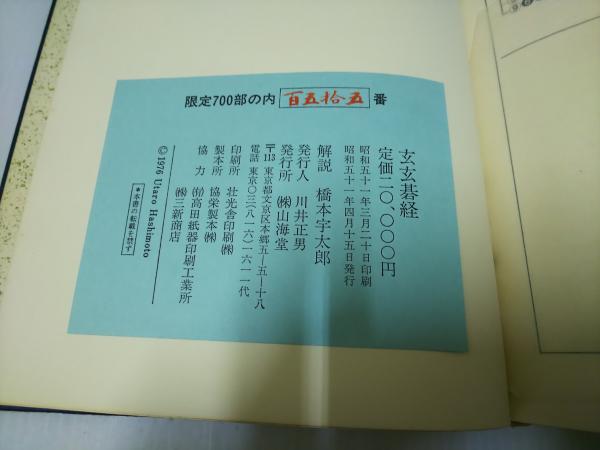 限定700部の内 百五拾五 番
玄玄碁経
定価二〇、〇〇〇円
昭和五十一年三月二十日印刷
昭和五十一年四月十五日発行
解説 橋本宇太郎
発行人 川井正男
発行所 ㈱山海堂
〒113 東京都文京区本郷五―五―十八
電話 東京〇三(八一六)一六一一代
印刷所 壮光舎印刷㈱
製本所 協栄製本㈱
協力 ㈲高田紙器印刷工業所
㈱三新商店
© 1976 Utaro Hashimoto
＊本書の転載を禁ず